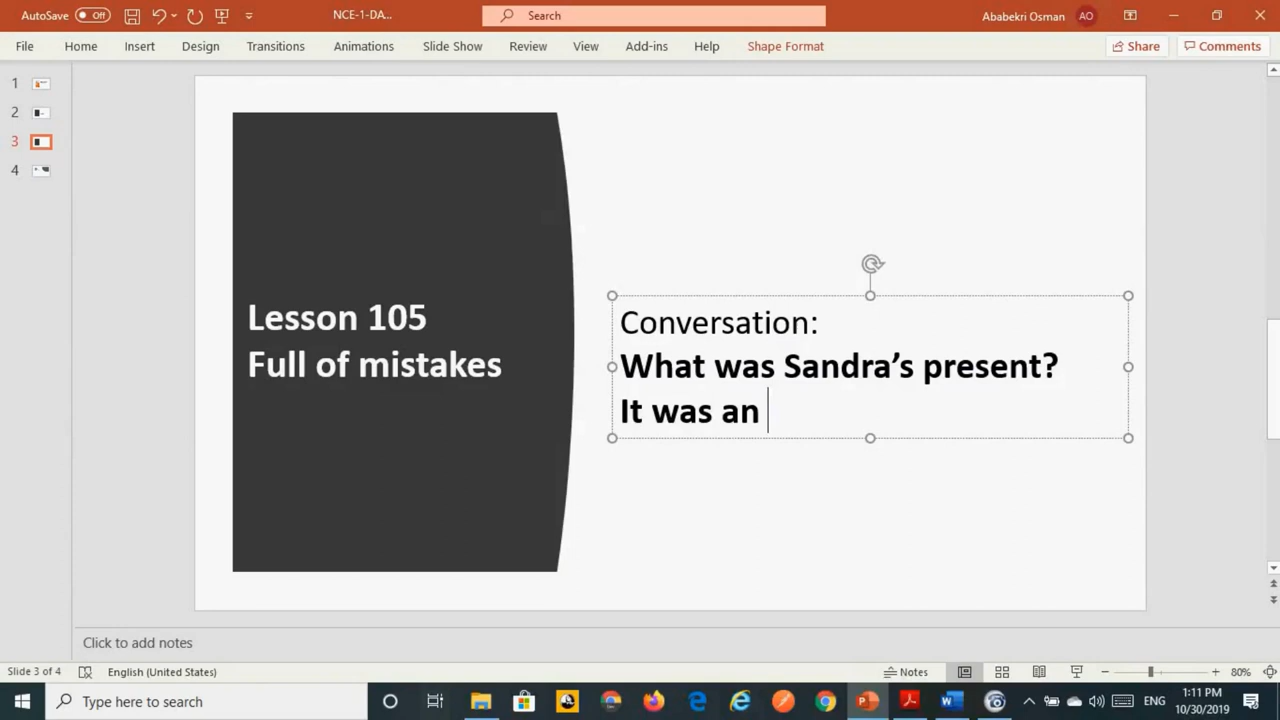 AutoSave Off NCE-1-DA... Search Ababekri Osman AO
File Home Insert Design Transitions Animations Slide Show Review View Add-ins Help Shape Format Share Comments
1
2
3
4
Lesson 105
Full of mistakes
Conversation:
What was Sandra’s present?
It was an
Click to add notes
Slide 3 of 4 English (United States) Notes 80%
Type here to search ENG 1:11 PM
10/30/2019